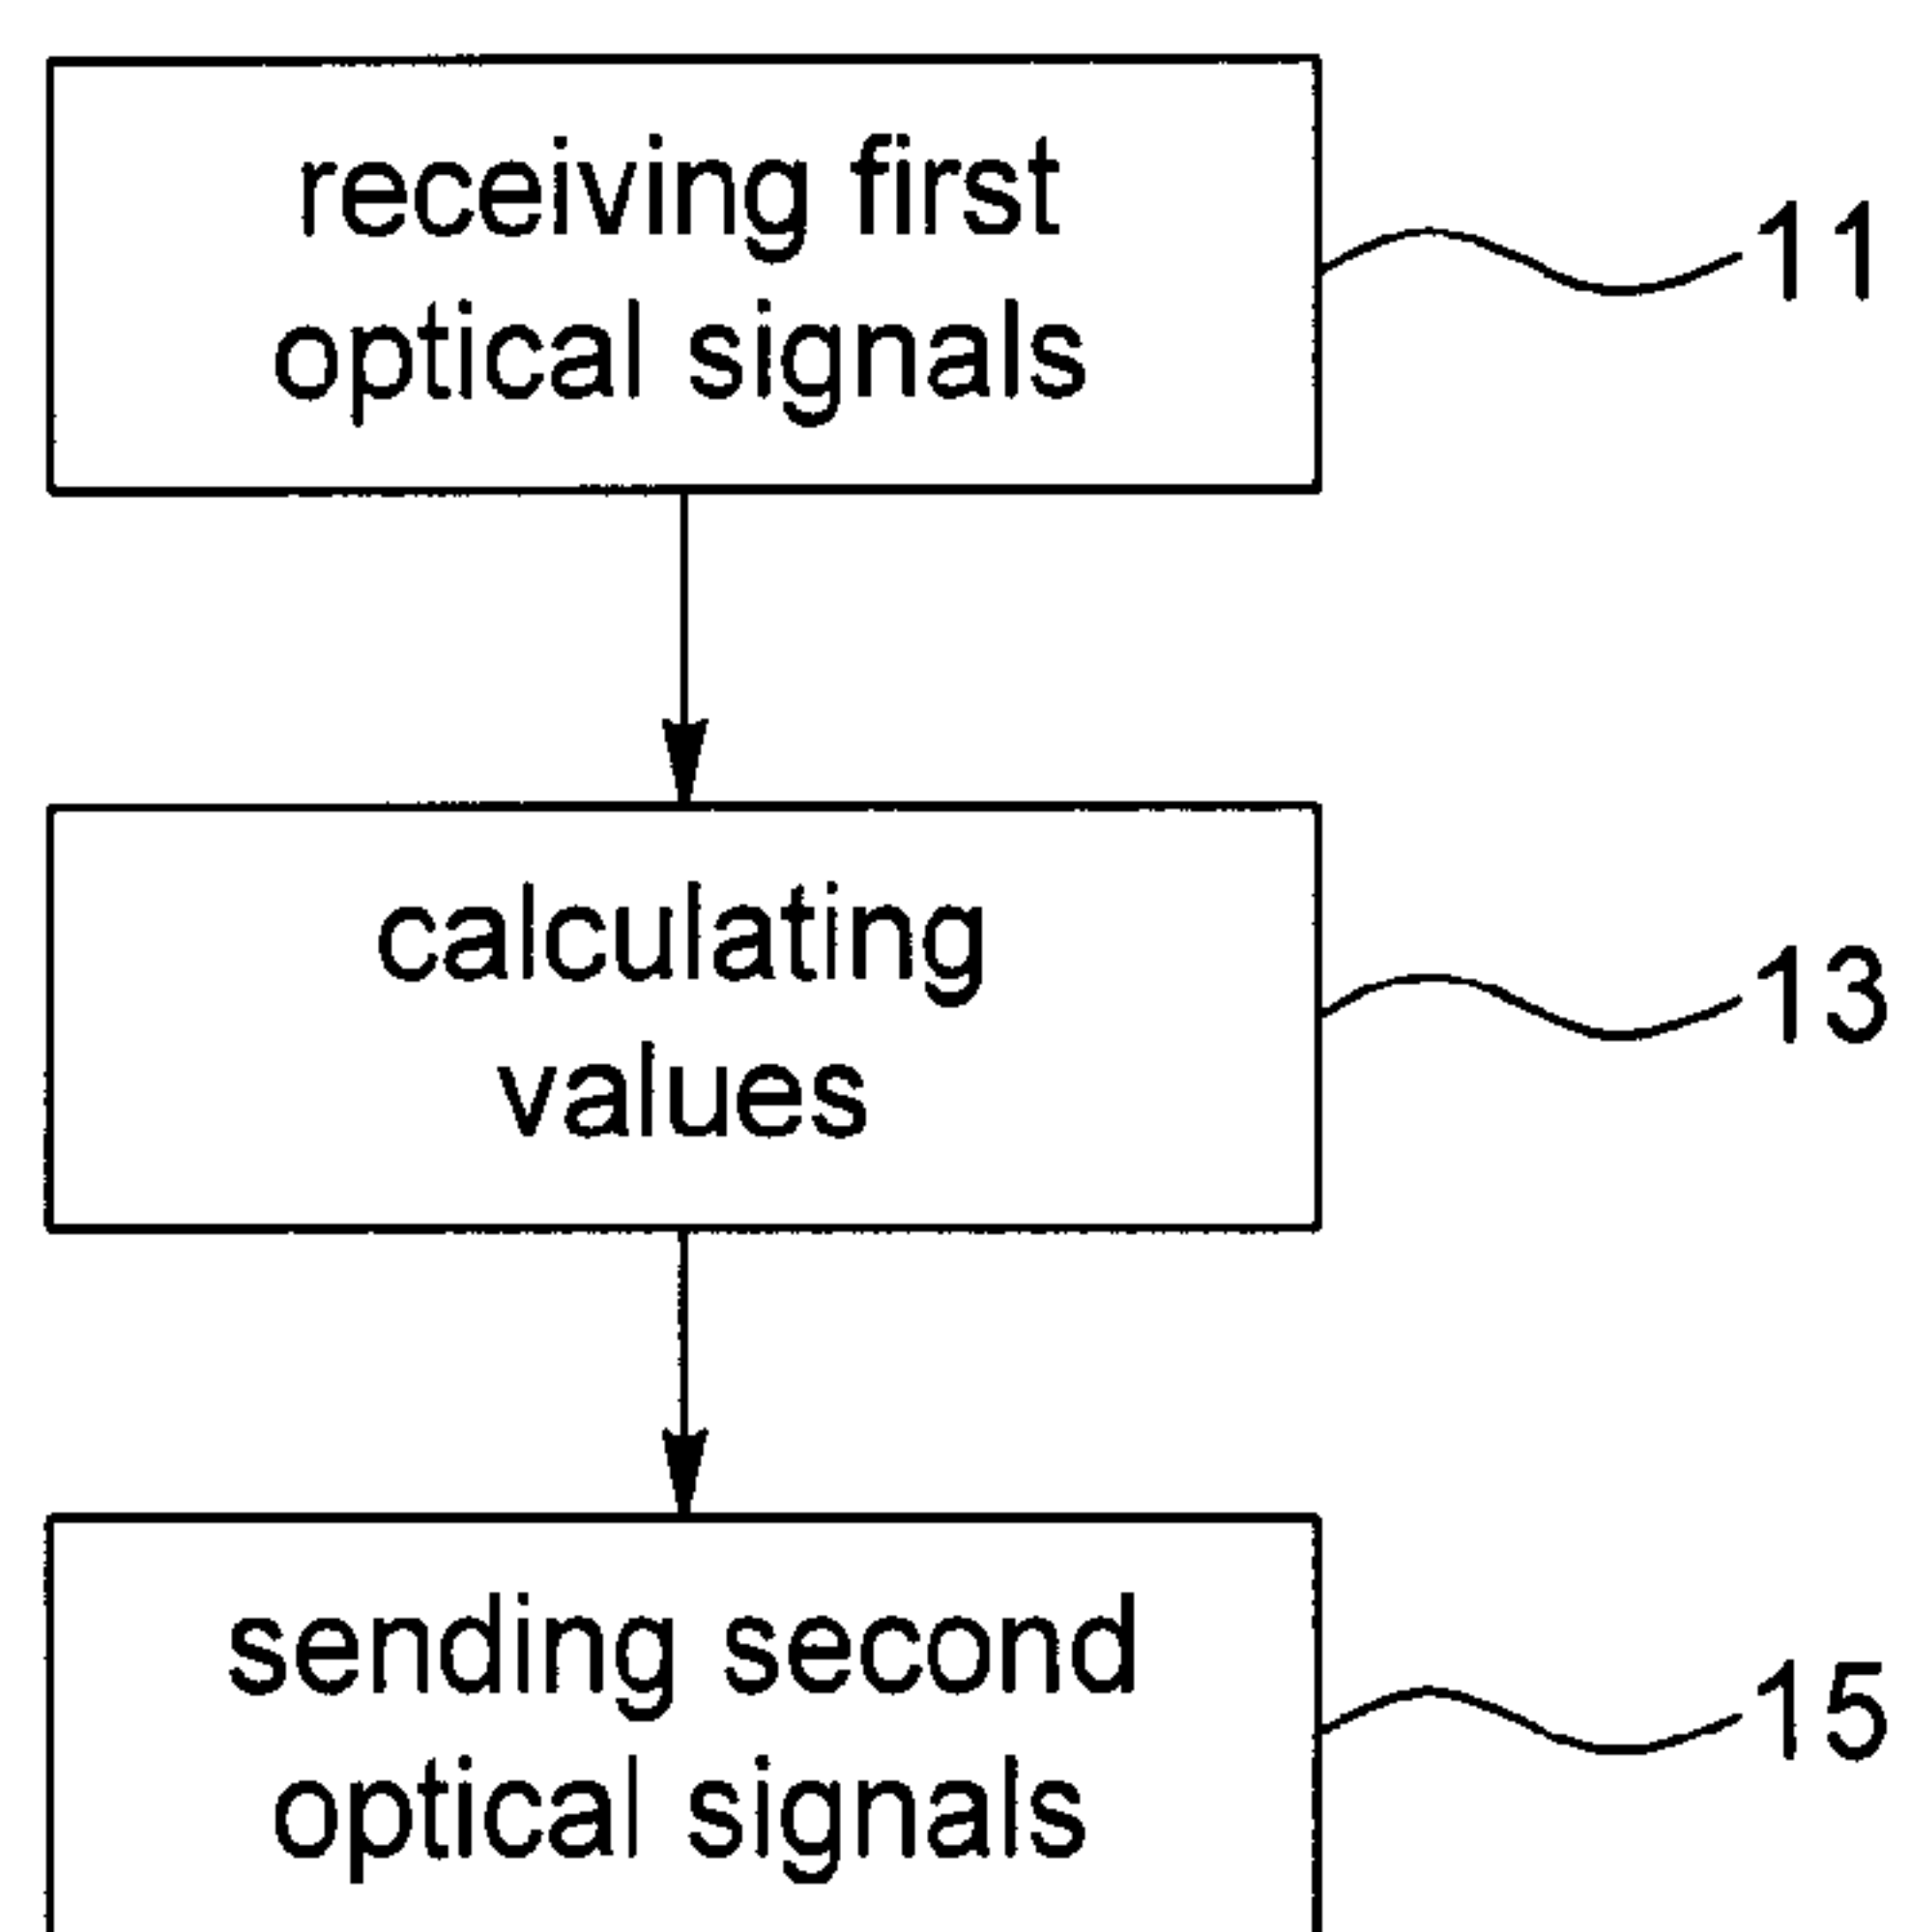 receiving first
optical signals
11
calculating
values
13
sending second
optical signals
15